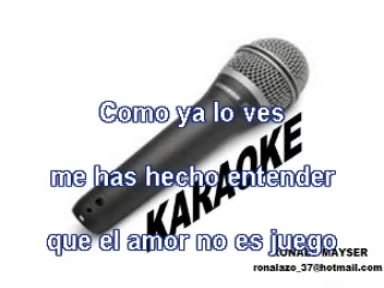 Como ya lo ves
me has hecho entender
KARAOKE
que el amor no es juego
MAYSER
ronalazo_37@hotmail.com